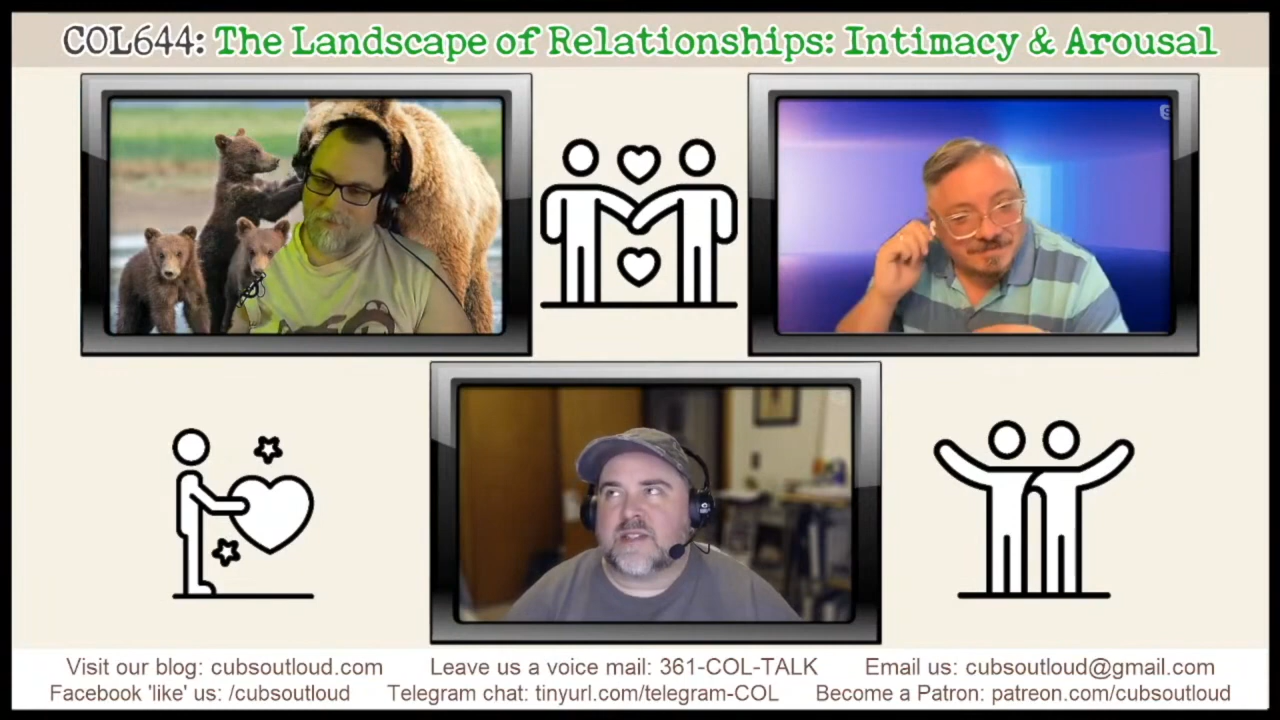 COL644: The Landscape of Relationships: Intimacy & Arousal
Visit our blog: cubsoutloud.com Leave us a voice mail: 361-COL-TALK Email us: cubsoutloud@gmail.com
Facebook 'like' us: /cubsoutloud Telegram chat: tinyurl.com/telegram-COL Become a Patron: patreon.com/cubsoutloud